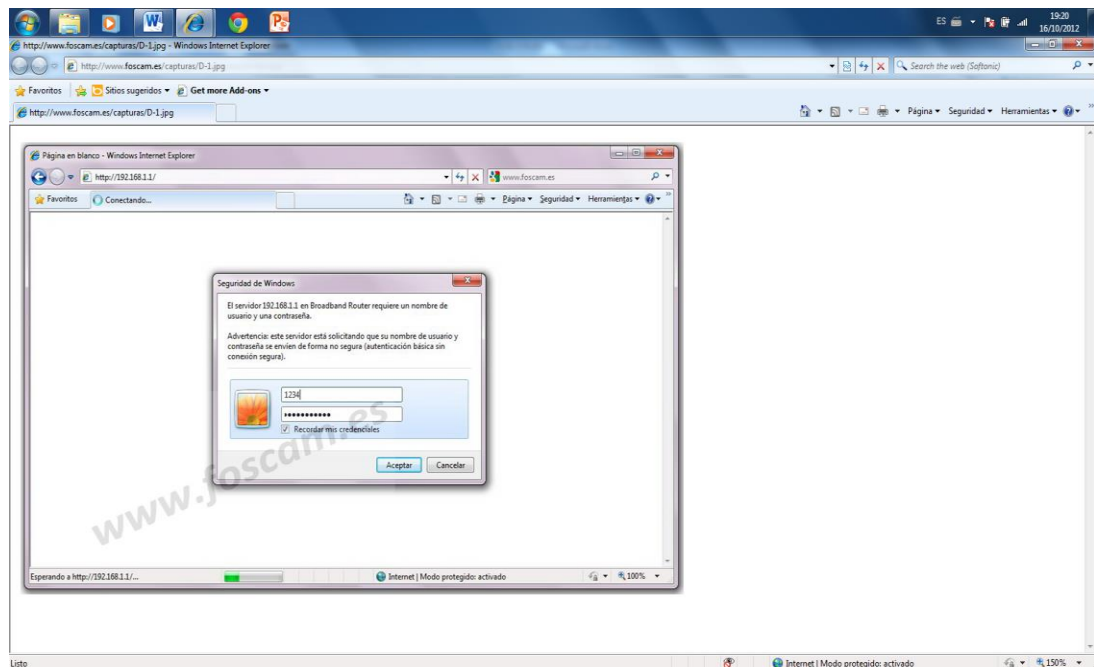 ES
19:20
16/10/2012
http://www.foscam.es/capturas/D-1.jpg - Windows Internet Explorer
http://www.foscam.es/capturas/D-1.jpg
Search the web (Softonic)
Favoritos
Sitios sugeridos
Get more Add-ons
http://www.foscam.es/capturas/D-1.jpg
Página
Seguridad
Herramientas
Página en blanco - Windows Internet Explorer
http://192.168.1.1/
www.foscam.es
Favoritos
Conectando...
Página
Seguridad
Herramientas
Seguridad de Windows
El servidor 192.168.1.1 en Broadband Router requiere un nombre de
usuario y una contraseña.
Advertencia: este servidor está solicitando que su nombre de usuario y
contraseña se envíen de forma no segura (autenticación básica sin
conexión segura).
1234
•••••••••••
Recordar mis credenciales
Aceptar
Cancelar
www.foscam.es
Esperando a http://192.168.1.1/...
Internet | Modo protegido: activado
100%
Listo
Internet | Modo protegido: activado
150%